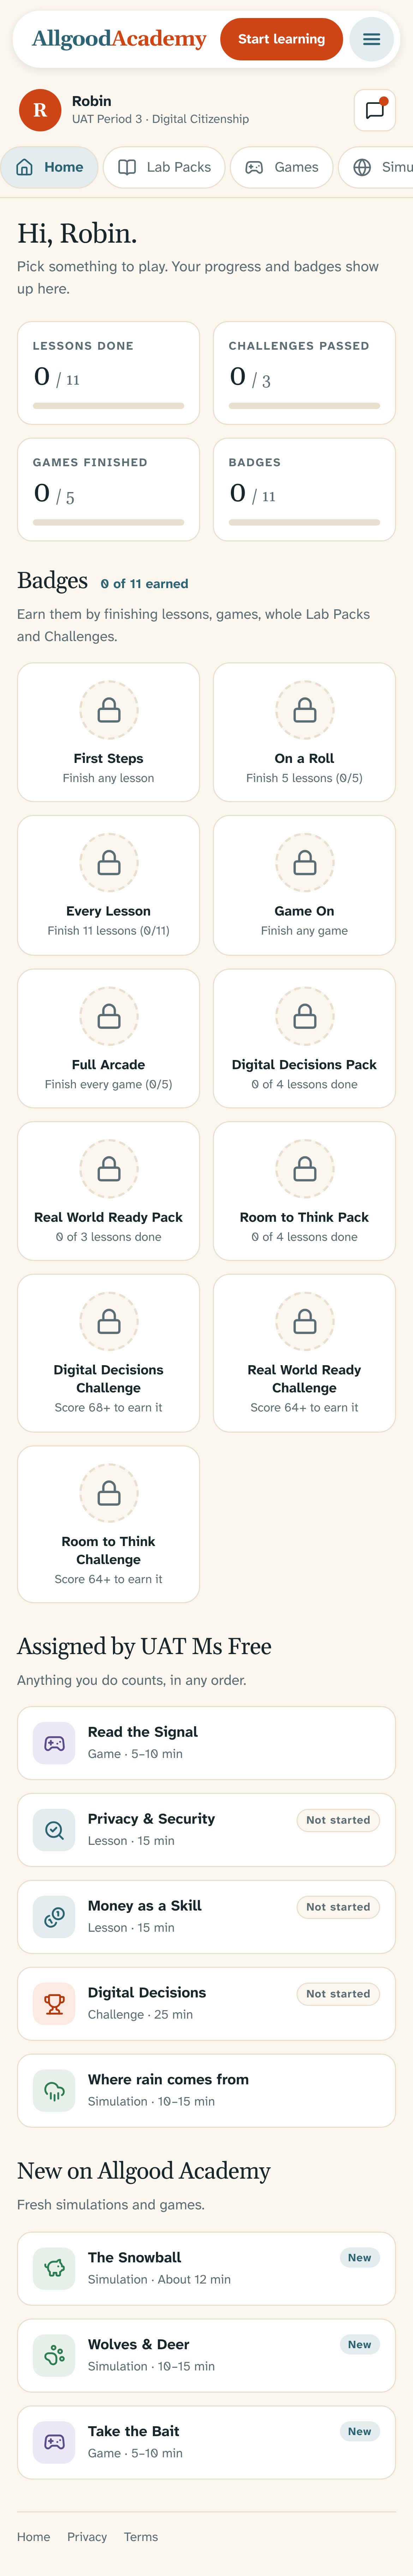 AllgoodAcademy
Start learning
R
Robin
UAT Period 3 · Digital Citizenship
Home
Lab Packs
Games
Simu
Hi, Robin.
Pick something to play. Your progress and badges show
up here.
LESSONS DONE
0 / 11
CHALLENGES PASSED
0 / 3
GAMES FINISHED
0 / 5
BADGES
0 / 11
Badges 0 of 11 earned
Earn them by finishing lessons, games, whole Lab Packs
and Challenges.
First Steps
Finish any lesson
On a Roll
Finish 5 lessons (0/5)
Every Lesson
Finish 11 lessons (0/11)
Game On
Finish any game
Full Arcade
Finish every game (0/5)
Digital Decisions Pack
0 of 4 lessons done
Real World Ready Pack
0 of 3 lessons done
Room to Think Pack
0 of 4 lessons done
Digital Decisions
Challenge
Score 68+ to earn it
Real World Ready
Challenge
Score 64+ to earn it
Room to Think
Challenge
Score 64+ to earn it
Assigned by UAT Ms Free
Anything you do counts, in any order.
Read the Signal
Game · 5–10 min
Privacy & Security
Lesson · 15 min
Not started
Money as a Skill
Lesson · 15 min
Not started
Digital Decisions
Challenge · 25 min
Not started
Where rain comes from
Simulation · 10–15 min
New on Allgood Academy
Fresh simulations and games.
The Snowball
Simulation · About 12 min
New
Wolves & Deer
Simulation · 10–15 min
New
Take the Bait
Game · 5–10 min
New
Home
Privacy
Terms